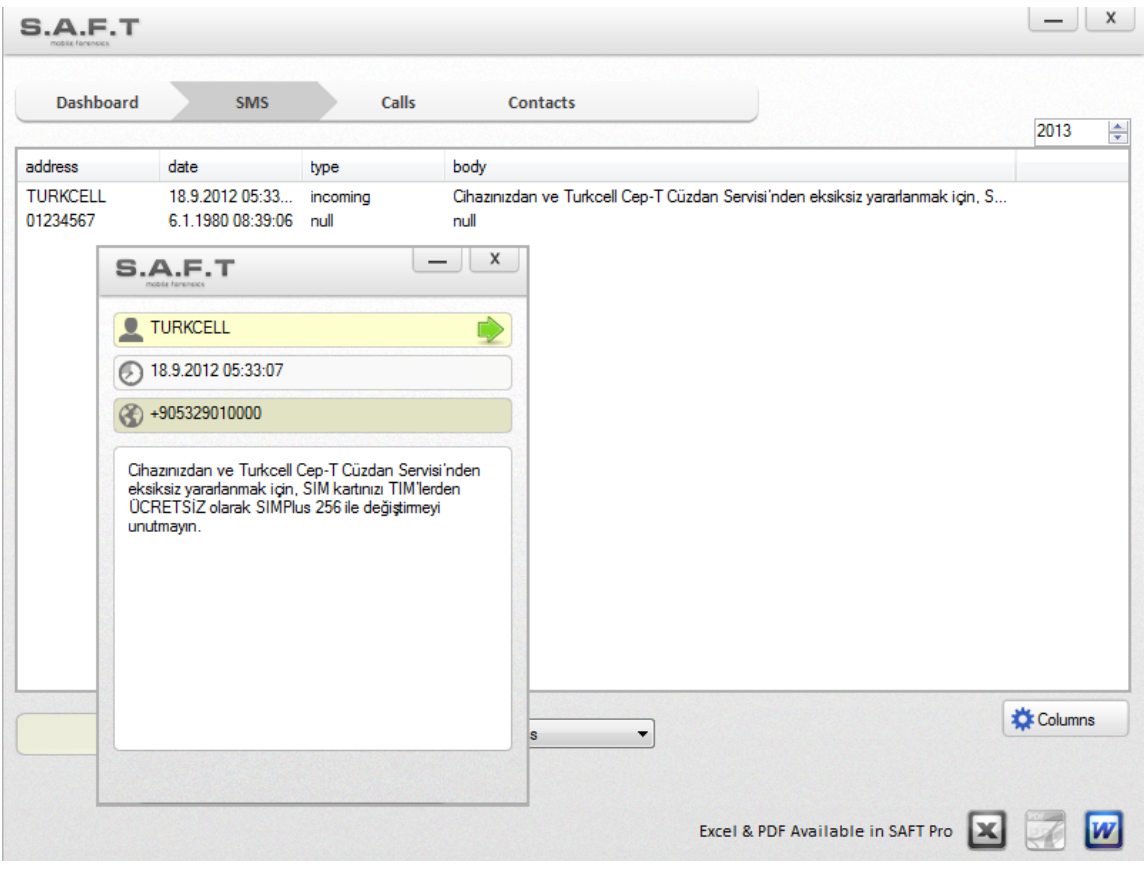 S.A.F.T
mobile forensics
X
Dashboard SMS Calls Contacts
2013
address date type body
TURKCELL 18.9.2012 05:33... incoming Cihazınızdan ve Turkcell Cep-T Cüzdan Servisi'nden eksiksiz yararlanmak için, S...
01234567 6.1.1980 08:39:06 null null
S.A.F.T
mobile forensics
X
TURKCELL
18.9.2012 05:33:07
+905329010000
Cihazınızdan ve Turkcell Cep-T Cüzdan Servisi'nden
eksiksiz yararlanmak için, SIM kartınızı TIM'lerden
ÜCRETSİZ olarak SIMPlus 256 ile değiştirmeyi
unutmayın.
Columns
s
Excel & PDF Available in SAFT Pro
X
W